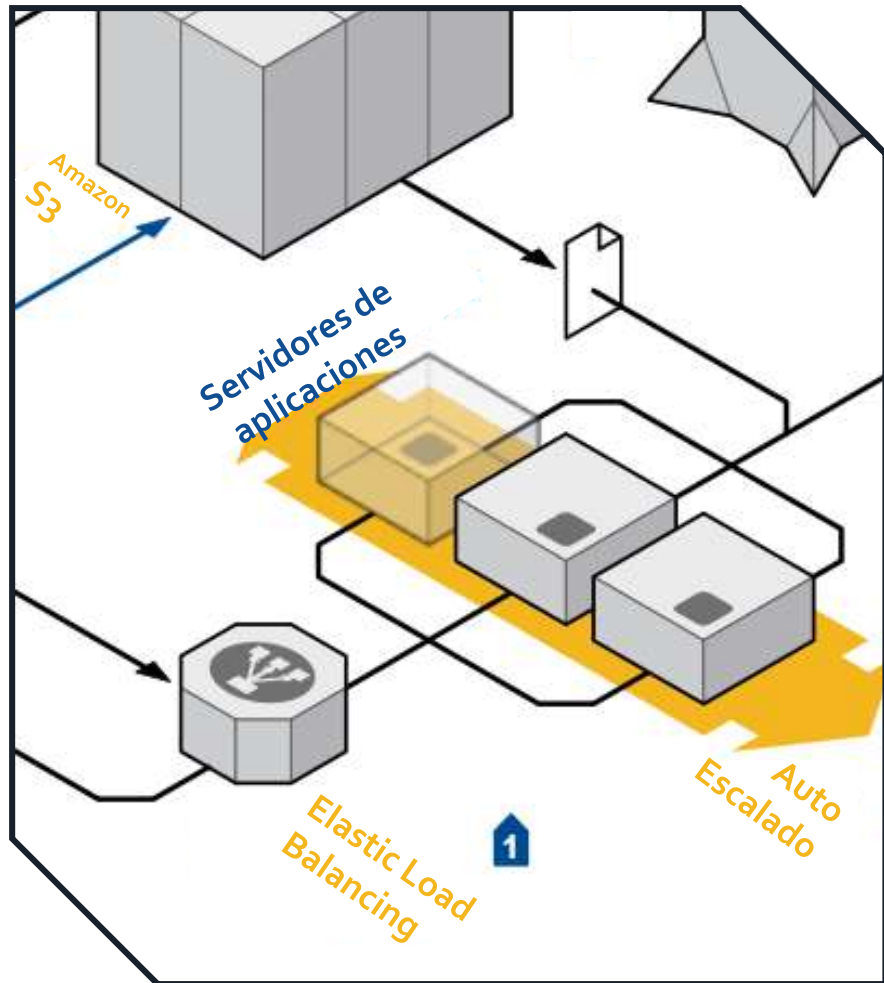 Amazon
S3
Servidores de
aplicaciones
Auto
Escalado
1
Elastic Load
Balancing